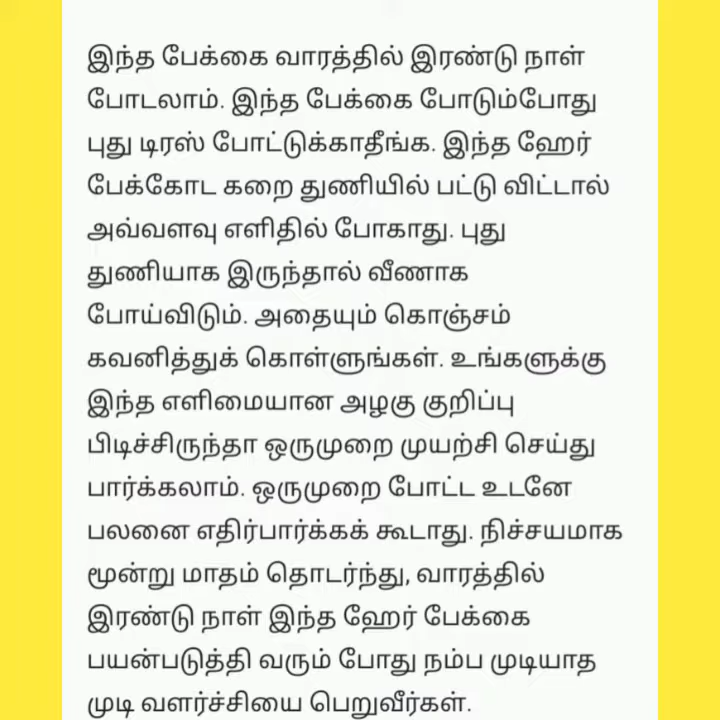 இந்த பேக்கை வாரத்தில் இரண்டு நாள்
போடலாம். இந்த பேக்கை போடும்போது
புது டிரஸ் போட்டுக்காதீங்க. இந்த ஹேர்
பேக்கோட கறை துணியில் பட்டு விட்டால்
அவ்வளவு எளிதில் போகாது. புது
துணியாக இருந்தால் வீணாக
போய்விடும். அதையும் கொஞ்சம்
கவனித்துக் கொள்ளுங்கள். உங்களுக்கு
இந்த எளிமையான அழகு குறிப்பு
பிடிச்சிருந்தா ஒருமுறை முயற்சி செய்து
பார்க்கலாம். ஒருமுறை போட்ட உடனே
பலனை எதிர்பார்க்கக் கூடாது. நிச்சயமாக
மூன்று மாதம் தொடர்ந்து, வாரத்தில்
இரண்டு நாள் இந்த ஹேர் பேக்கை
பயன்படுத்தி வரும் போது நம்ப முடியாத
முடி வளர்ச்சியை பெறுவீர்கள்.